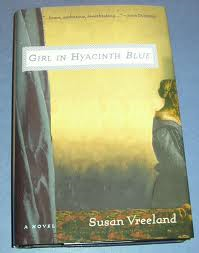 GIRL IN HYACINTH BLUE
A NOVEL
Susan Vreeland